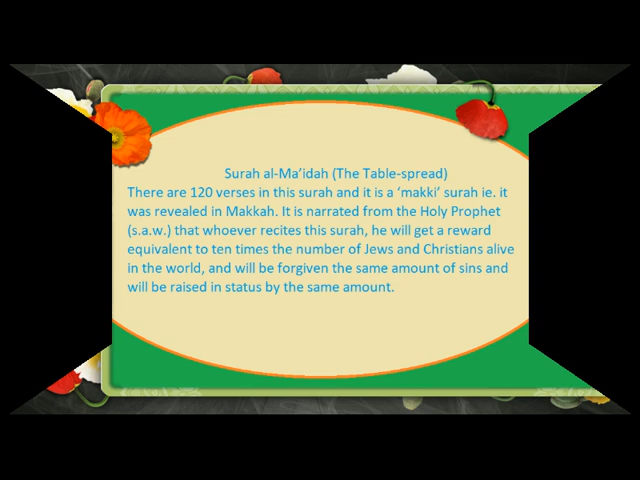 Surah al-Ma’idah (The Table-spread)
There are 120 verses in this surah and it is a ‘makki’ surah ie. it
was revealed in Makkah. It is narrated from the Holy Prophet
(s.a.w.) that whoever recites this surah, he will get a reward
equivalent to ten times the number of Jews and Christians alive
in the world, and will be forgiven the same amount of sins and
will be raised in status by the same amount.